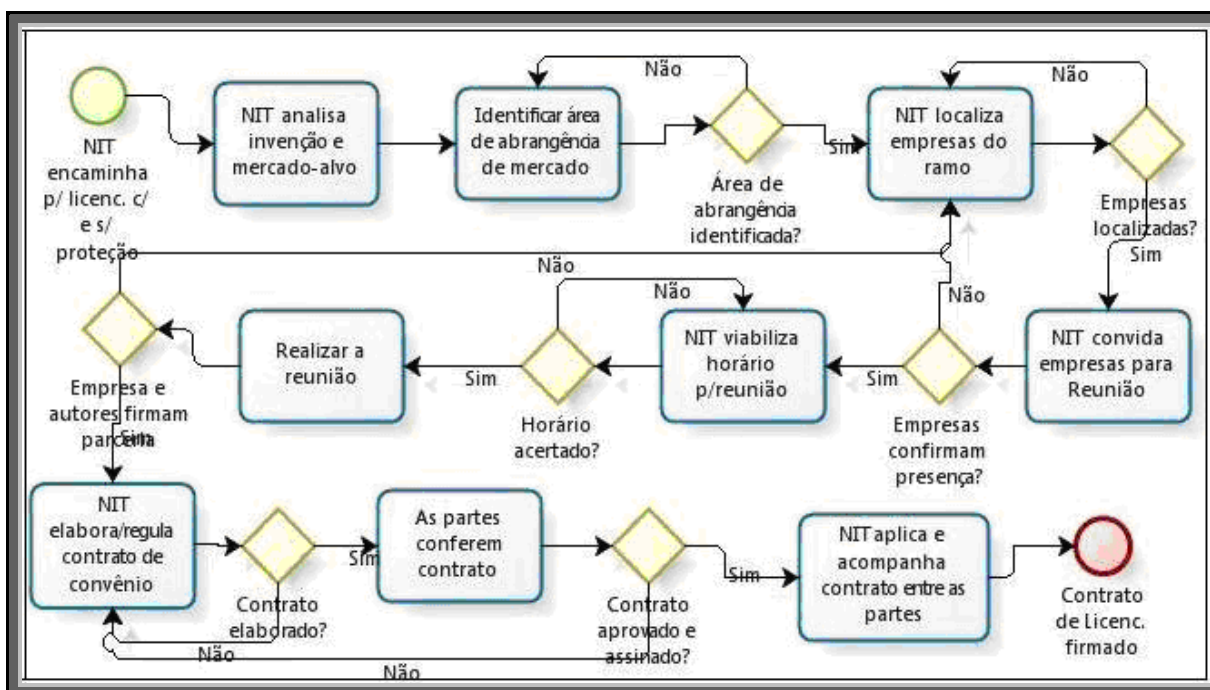 NIT
encaminha
p/ licenc. c/
e s/
proteção
NIT analisa
invenção e
mercado-alvo
Identificar área
de abrangência
de mercado
Não
Área de
abrangência
identificada?
Sim
NIT localiza
empresas do
ramo
Não
Empresas
localizadas?
Sim
NIT convida
empresas para
Reunião
Não
Empresas
confirmam
presença?
Sim
NIT viabiliza
horário
p/reunião
Não
Não
Horário
acertado?
Sim
Realizar a
reunião
Empresa e
autores firmam
parceria
Sim
NIT
elabora/regula
contrato de
convênio
Contrato
elaborado?
Não
Sim
As partes
conferem
contrato
Contrato
aprovado e
assinado?
Não
Sim
NIT aplica e
acompanha
contrato entre as
partes
Contrato
de Licenc.
firmado